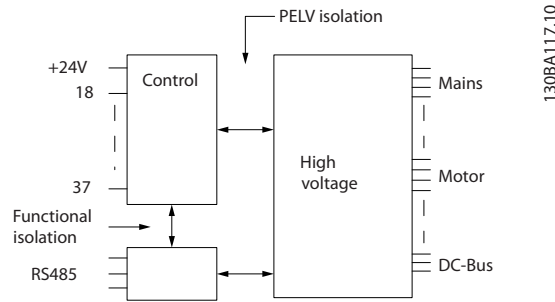 PELV isolation
130BA117.10
+24V
Control
Mains
18
High
voltage
Motor
37
Functional
isolation
RS485
DC-Bus